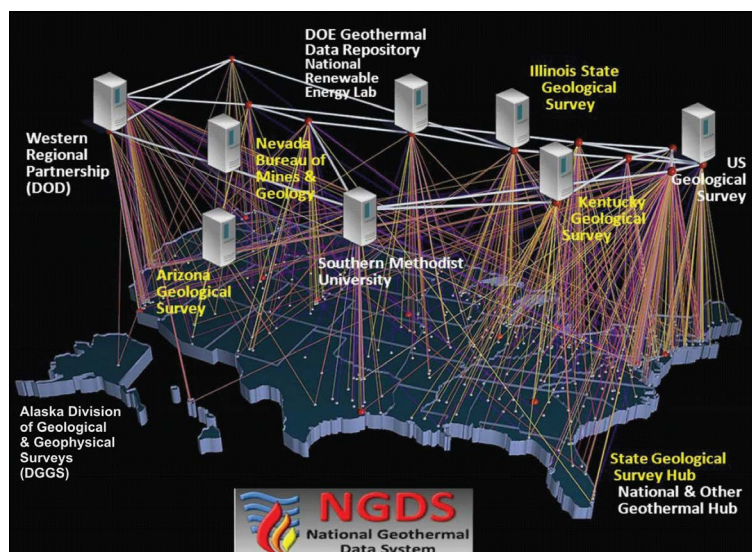 DOE Geothermal
Data Repository
National
Renewable
Energy Lab
Illinois State
Geological
Survey
Western
Regional
Partnership
(DOD)
Nevada
Bureau of
Mines &
Geology
US
Geological
Survey
Kentucky
Geological
Survey
Arizona
Geological
Survey
Southern Methodist
University
Alaska Division
of Geological
& Geophysical
Surveys
(DGGS)
State Geological
Survey Hub
National & Other
Geothermal Hub
NGDS
National Geothermal
Data System